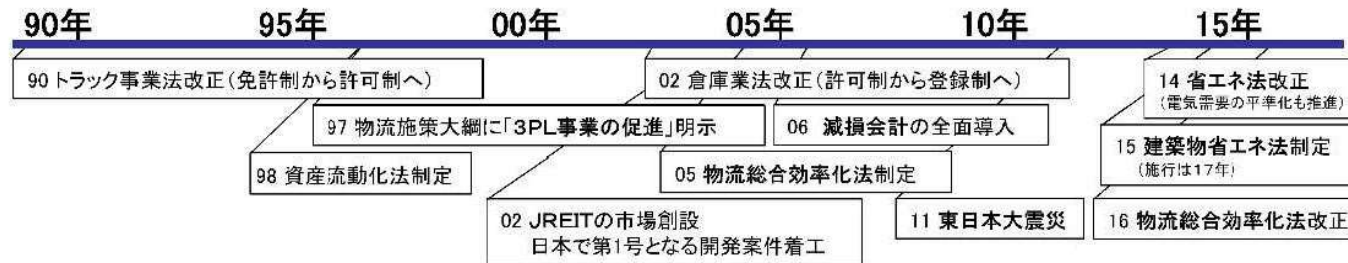 90年 95年 00年 05年 10年 15年
90 トラック事業法改正(免許制から許可制へ)
02 倉庫業法改正(許可制から登録制へ)
14 省エネ法改正
(電気需要の平準化も推進)
97 物流施策大綱に「3PL事業の促進」明示
06 減損会計の全面導入
15 建築物省エネ法制定
(施行は17年)
98 資産流動化法制定
05 物流総合効率化法制定
02 JREITの市場創設
日本で第1号となる開発案件着工
11 東日本大震災
16 物流総合効率化法改正